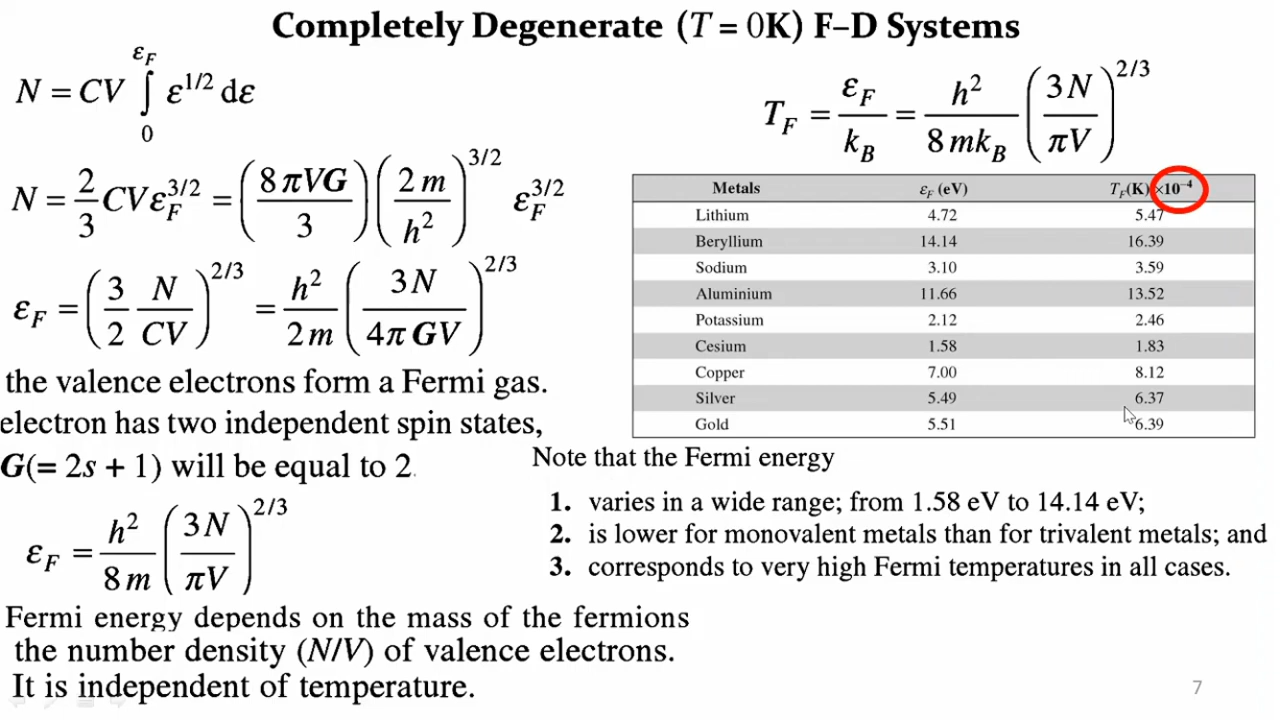 Completely Degenerate (T = 0K) F–D Systems
N = CV ∫₀^{ε_F} ε^{1/2} dε
N = 2/3 CVε_F^{3/2} = (8πVG/3) (2m/h²)^{3/2} ε_F^{3/2}
ε_F = (3/2 N/CV)^{2/3} = h²/2m (3N/4πGV)^{2/3}
the valence electrons form a Fermi gas.
electron has two independent spin states,
G(= 2s + 1) will be equal to 2.
ε_F = h²/8m (3N/πV)^{2/3}
Fermi energy depends on the mass of the fermions
the number density (N/V) of valence electrons.
It is independent of temperature.
T_F = ε_F/k_B = h²/8mk_B (3N/πV)^{2/3}
Metals ε_F (eV) T_F(K) ×10⁻⁴
Lithium 4.72 5.47
Beryllium 14.14 16.39
Sodium 3.10 3.59
Aluminium 11.66 13.52
Potassium 2.12 2.46
Cesium 1.58 1.83
Copper 7.00 8.12
Silver 5.49 6.37
Gold 5.51 6.39
Note that the Fermi energy
1. varies in a wide range; from 1.58 eV to 14.14 eV;
2. is lower for monovalent metals than for trivalent metals; and
3. corresponds to very high Fermi temperatures in all cases.
7